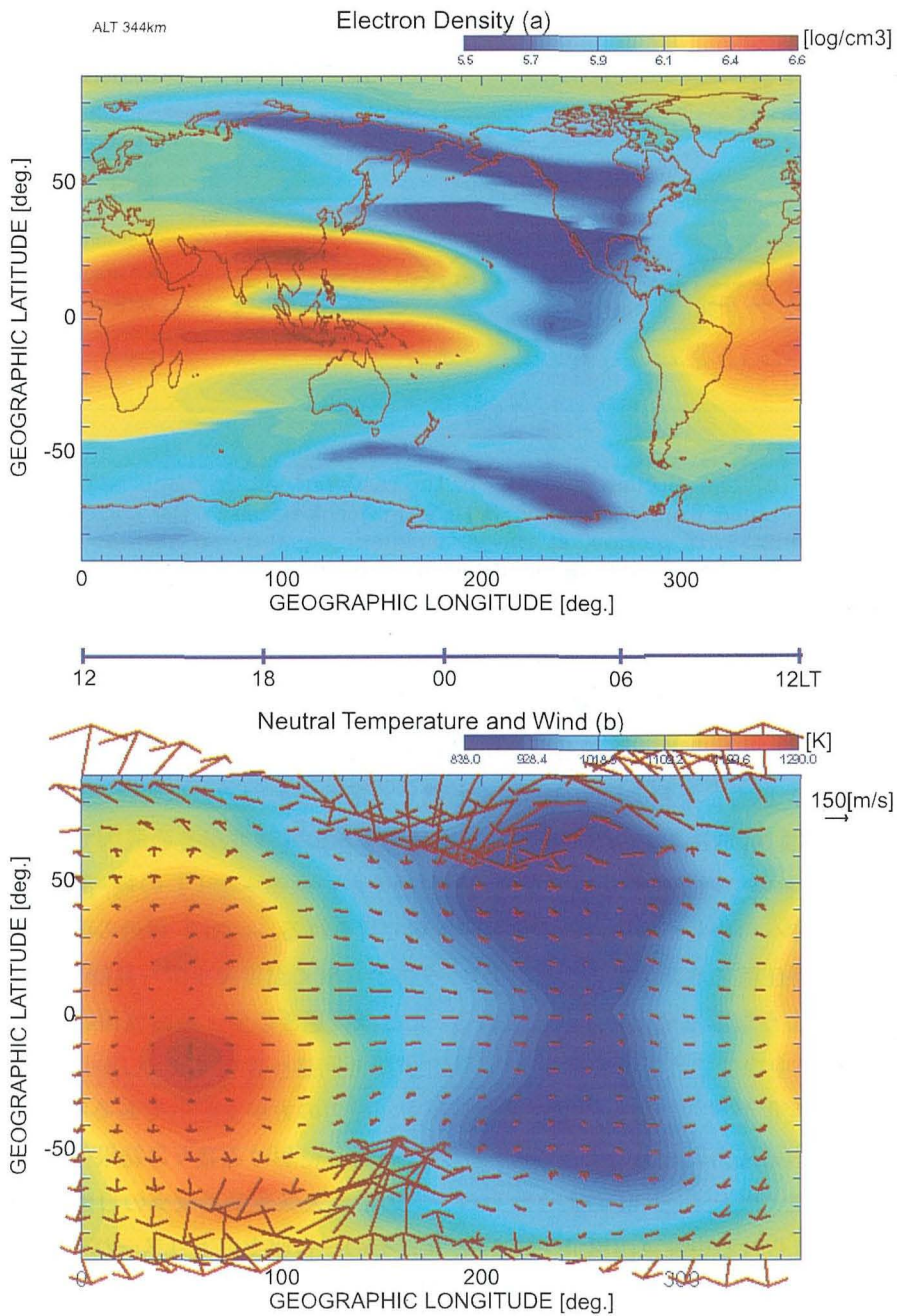 ALT 344km
Electron Density (a)
[log/cm3]
5.5 5.7 5.9 6.1 6.4 6.6
GEOGRAPHIC LATITUDE [deg.]
50
0
-50
0 100 200 300
GEOGRAPHIC LONGITUDE [deg.]
12 18 00 06 12LT
Neutral Temperature and Wind (b)
[K]
838.0 928.4 1290.0
150[m/s]
GEOGRAPHIC LATITUDE [deg.]
50
0
-50
0 100 200 300
GEOGRAPHIC LONGITUDE [deg.]